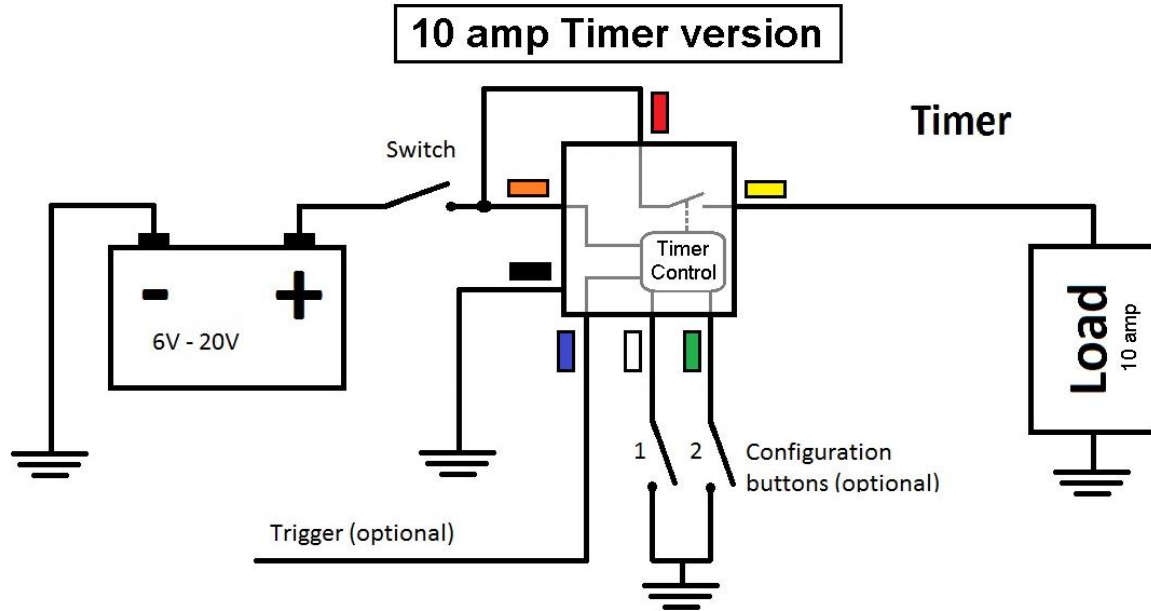 10 amp Timer version
Timer
Switch
Timer
Control
- +
6V - 20V
Load
10 amp
1 2 Configuration
buttons (optional)
Trigger (optional)